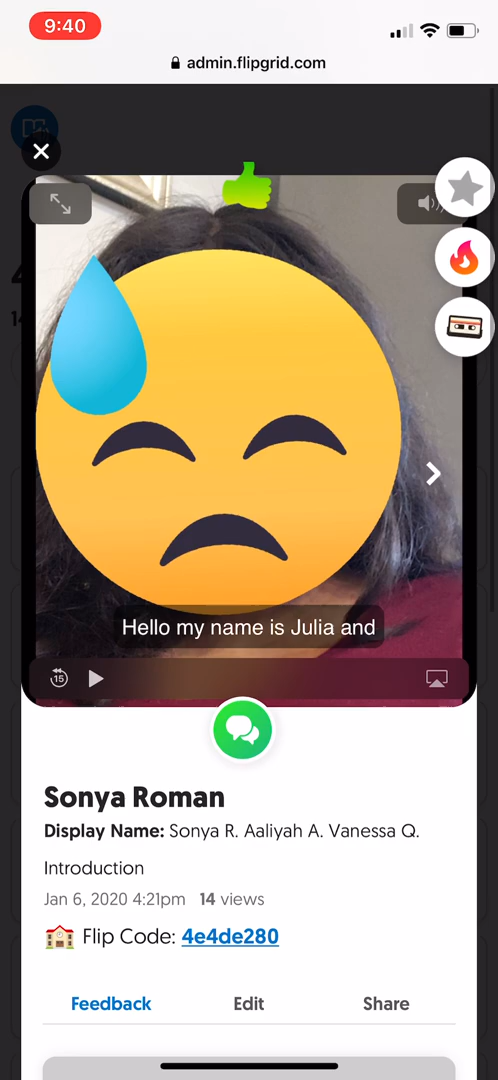 9:40
admin.flipgrid.com
Hello my name is Julia and
15
Sonya Roman
Display Name: Sonya R. Aaliyah A. Vanessa Q.
Introduction
Jan 6, 2020 4:21pm 14 views
Flip Code: 4e4de280
Feedback Edit Share